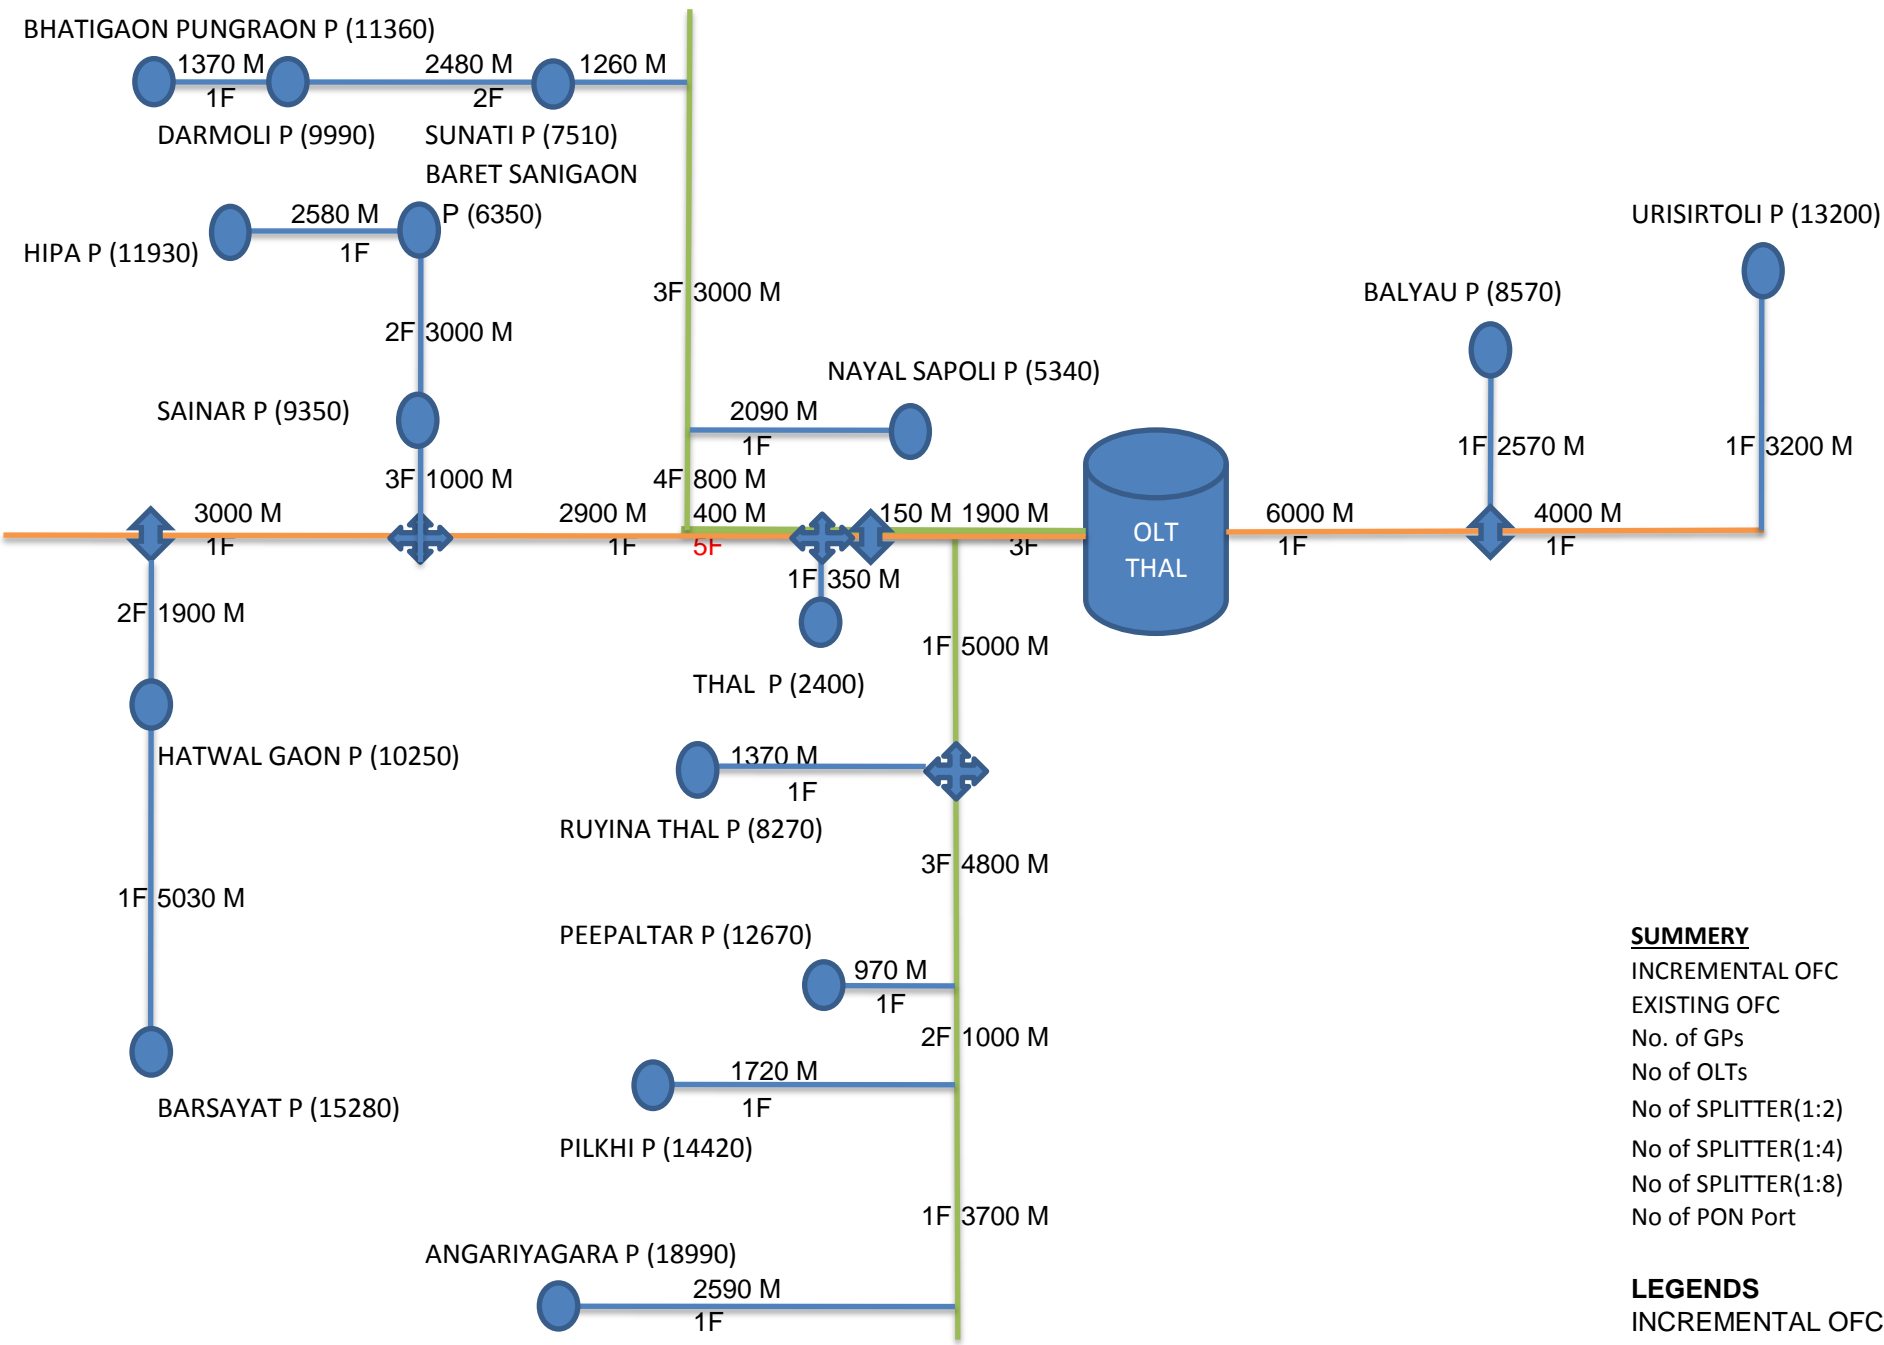 BHATIGAON PUNGRAON P (11360)
1370 M
2480 M
1260 M
1F
2F
DARMOLI P (9990)
SUNATI P (7510)
BARET SANIGAON
P (6350)
2580 M
1F
HIPA P (11930)
URISIRTOLI P (13200)
3F 3000 M
BALYAU P (8570)
2F 3000 M
NAYAL SAPOLI P (5340)
SAINAR P (9350)
2090 M
1F
1F 2570 M
1F 3200 M
3F 1000 M
4F 800 M
3000 M
2900 M
400 M
150 M
1900 M
6000 M
4000 M
1F
1F
5F
3F
OLT
THAL
1F
1F
1F 350 M
2F 1900 M
1F 5000 M
THAL P (2400)
HATWAL GAON P (10250)
1370 M
1F
RUYINA THAL P (8270)
3F 4800 M
1F 5030 M
PEEPALTAR P (12670)
970 M
1F
2F 1000 M
1720 M
1F
BARSAYAT P (15280)
PILKHI P (14420)
1F 3700 M
ANGARIYAGARA P (18990)
2590 M
1F
SUMMERY
INCREMENTAL OFC
EXISTING OFC
No. of GPs
No of OLTs
No of SPLITTER(1:2)
No of SPLITTER(1:4)
No of SPLITTER(1:8)
No of PON Port
LEGENDS
INCREMENTAL OFC